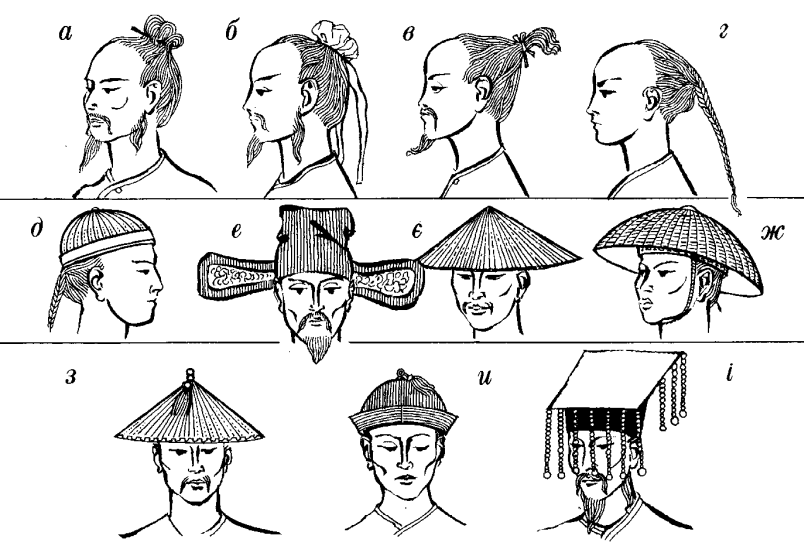 а б в г
д е є ж
з и і